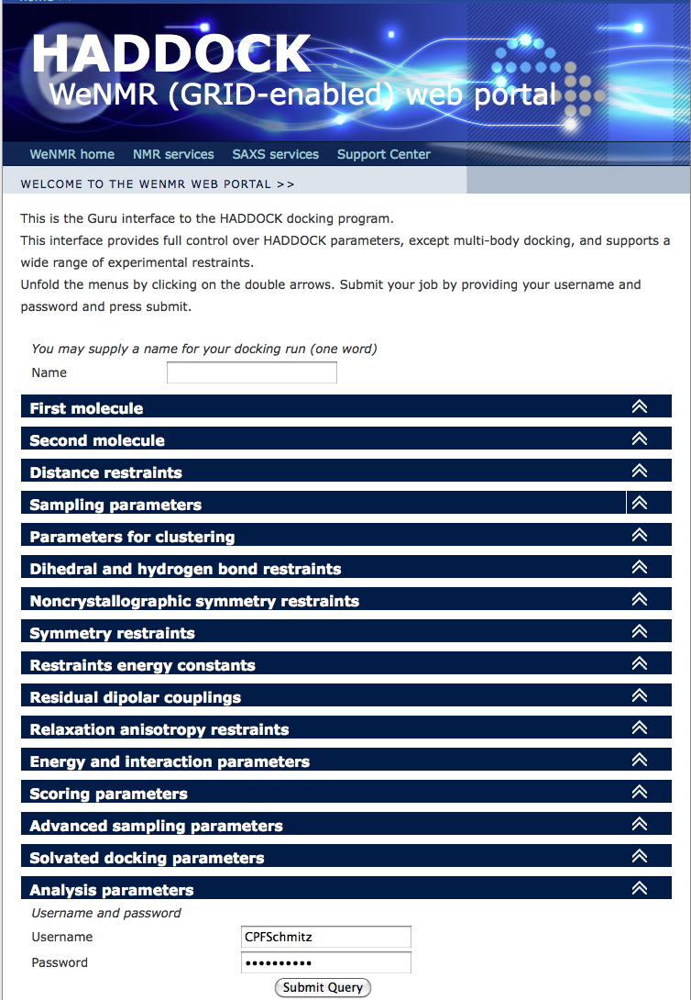 HADDOCK
WeNMR (GRID-enabled) web portal
WeNMR home NMR services SAXS services Support Center
WELCOME TO THE WENMR WEB PORTAL >>
This is the Guru interface to the HADDOCK docking program.
This interface provides full control over HADDOCK parameters, except multi-body docking, and supports a
wide range of experimental restraints.
Unfold the menus by clicking on the double arrows. Submit your job by providing your username and
password and press submit.
You may supply a name for your docking run (one word)
Name
First molecule
Second molecule
Distance restraints
Sampling parameters
Parameters for clustering
Dihedral and hydrogen bond restraints
Noncrystallographic symmetry restraints
Symmetry restraints
Restraints energy constants
Residual dipolar couplings
Relaxation anisotropy restraints
Energy and interaction parameters
Scoring parameters
Advanced sampling parameters
Solvated docking parameters
Analysis parameters
Username and password
Username CPFSchmitz
Password ••••••••••
Submit Query